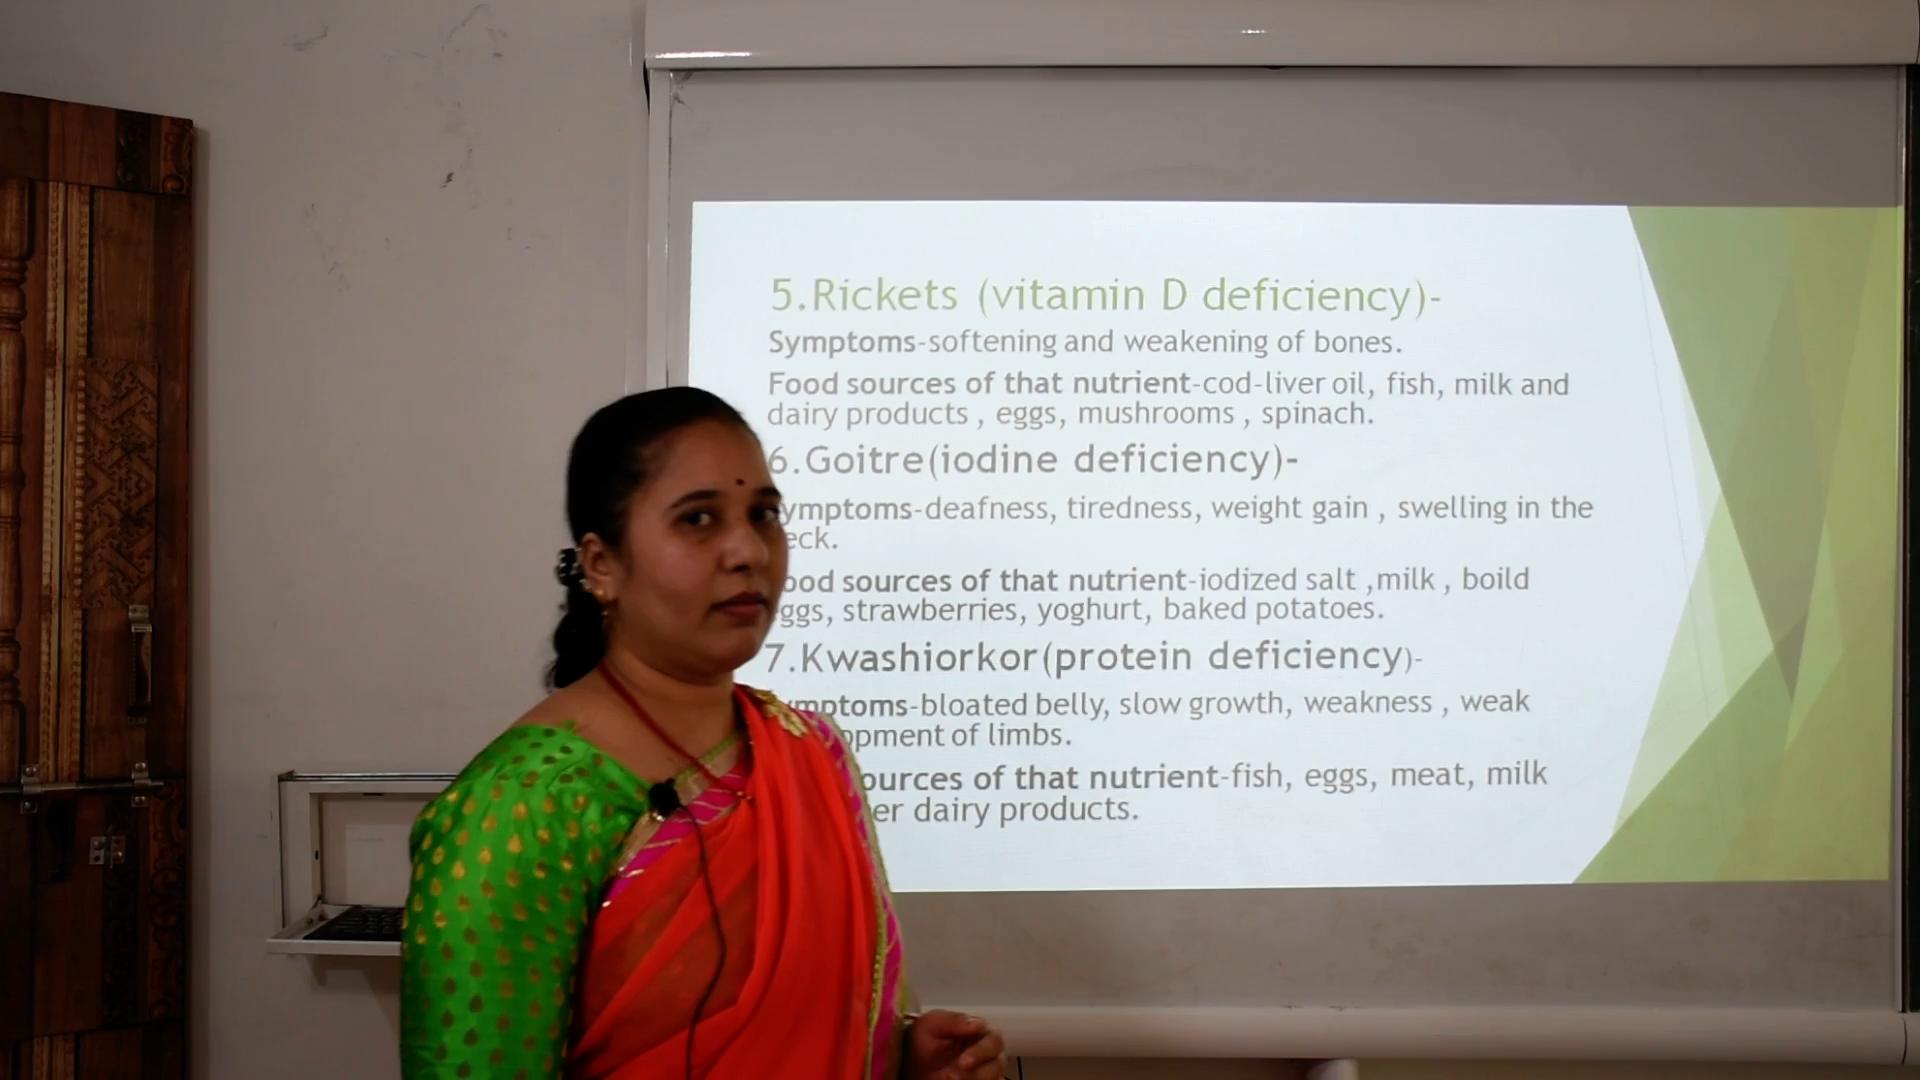 5.Rickets (vitamin D deficiency)-
Symptoms-softening and weakening of bones.
Food sources of that nutrient-cod-liver oil, fish, milk and
dairy products , eggs, mushrooms , spinach.
6.Goitre(iodine deficiency)-
ymptoms-deafness, tiredness, weight gain , swelling in the
eck.
ood sources of that nutrient-iodized salt ,milk , boild
ggs, strawberries, yoghurt, baked potatoes.
7.Kwashiorkor(protein deficiency)-
mptoms-bloated belly, slow growth, weakness , weak
opment of limbs.
ources of that nutrient-fish, eggs, meat, milk
er dairy products.